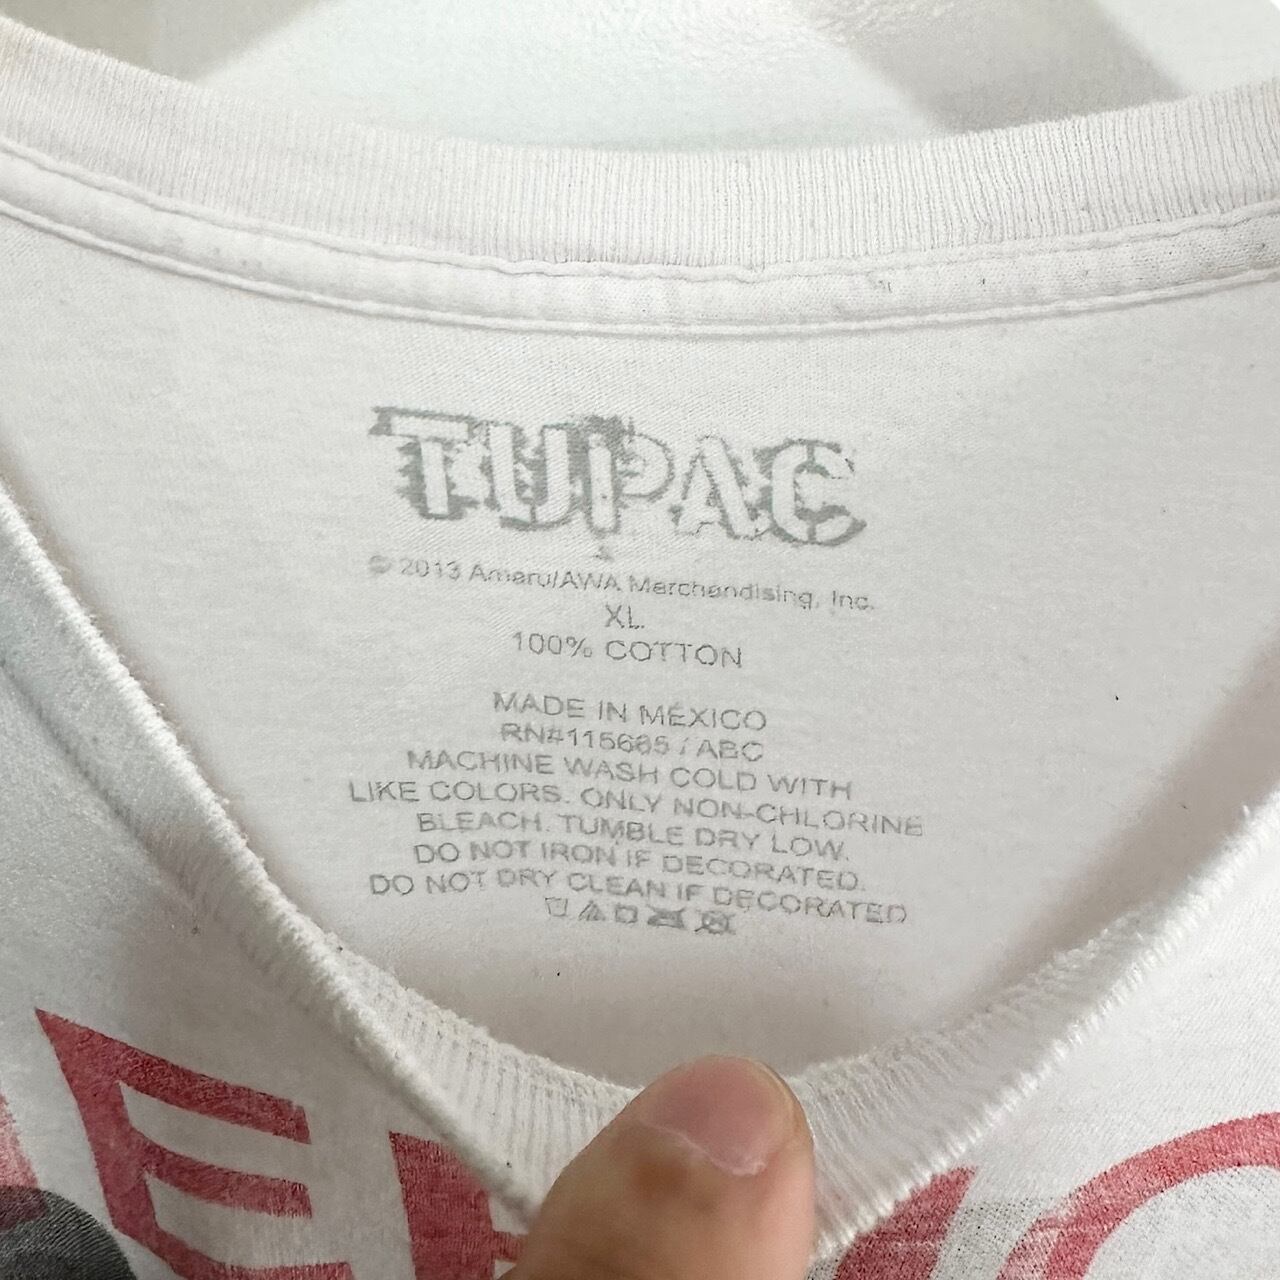 TUPAC
© 2013 Amaru/AWA Merchandising, Inc.
XL
100% COTTON
MADE IN MEXICO
RN#115685 / ABC
MACHINE WASH COLD WITH
LIKE COLORS. ONLY NON-CHLORINE
BLEACH. TUMBLE DRY LOW.
DO NOT IRON IF DECORATED.
DO NOT DRY CLEAN IF DECORATED